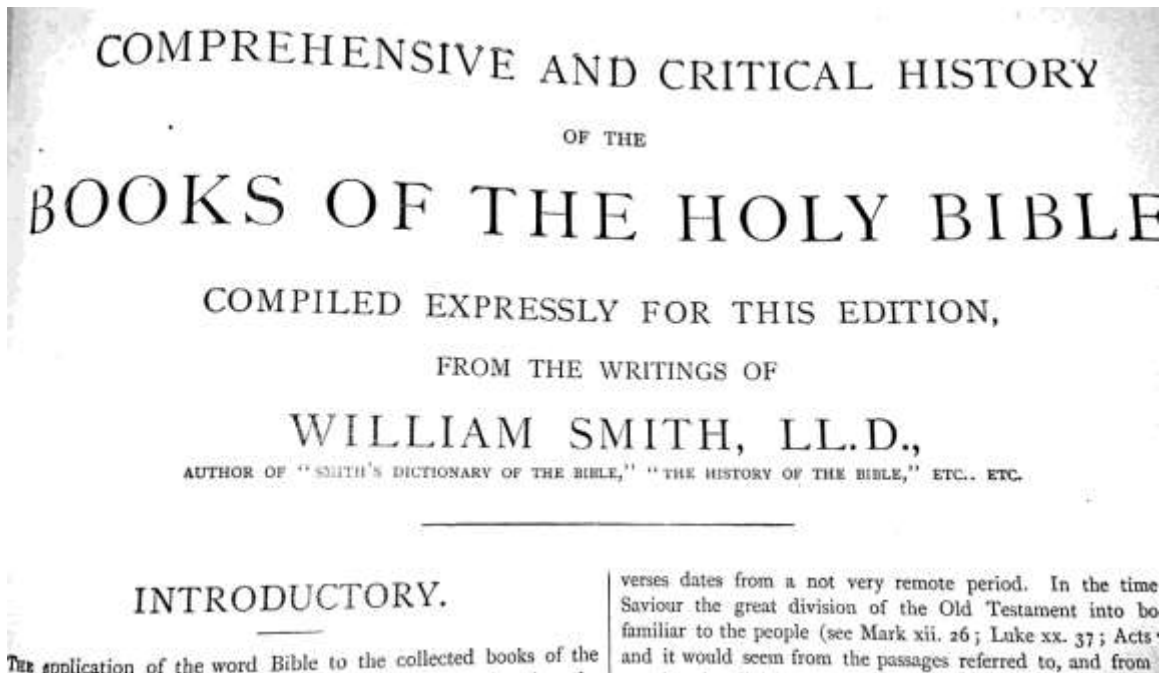 COMPREHENSIVE AND CRITICAL HISTORY
OF THE
BOOKS OF THE HOLY BIBLE
COMPILED EXPRESSLY FOR THIS EDITION,
FROM THE WRITINGS OF
WILLIAM SMITH, LL.D.,
AUTHOR OF "SMITH'S DICTIONARY OF THE BIBLE," "THE HISTORY OF THE BIBLE," ETC.. ETC.
INTRODUCTORY.
THE application of the word Bible to the collected books of the
verses dates from a not very remote period. In the time
Saviour the great division of the Old Testament into bo
familiar to the people (see Mark xii. 26; Luke xx. 37; Acts
and it would seem from the passages referred to, and from